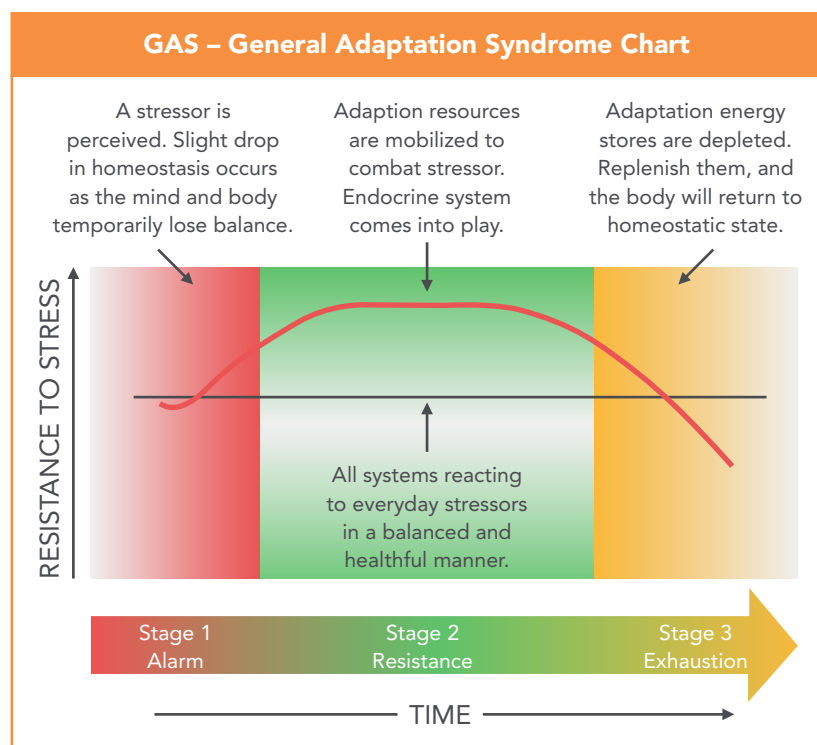 GAS – General Adaptation Syndrome Chart
A stressor is
perceived. Slight drop
in homeostasis occurs
as the mind and body
temporarily lose balance.
Adaption resources
are mobilized to
combat stressor.
Endocrine system
comes into play.
Adaptation energy
stores are depleted.
Replenish them, and
the body will return to
homeostatic state.
RESISTANCE TO STRESS
All systems reacting
to everyday stressors
in a balanced and
healthful manner.
Stage 1
Alarm
Stage 2
Resistance
Stage 3
Exhaustion
TIME